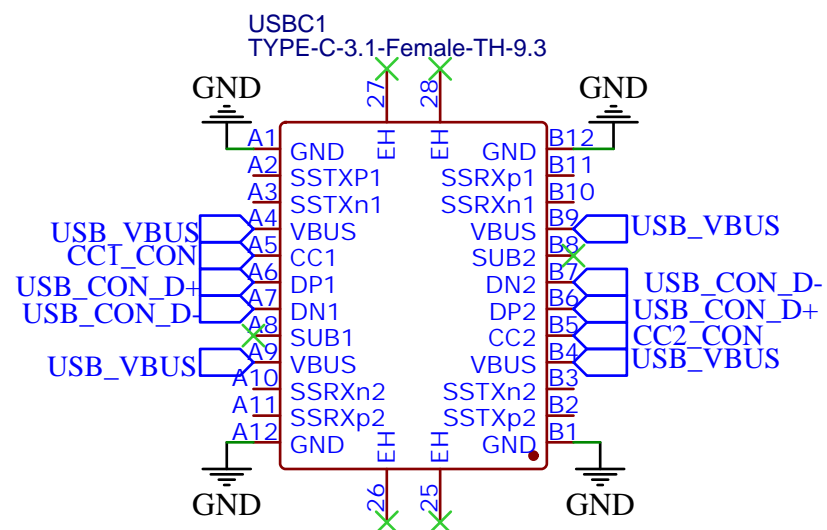 USBC1
TYPE-C-3.1-Female-TH-9.3
GND
27
28
GND
EH
EH
A1 GND GND B12
A2 SSTXP1 SSRXp1 B11
A3 SSTXn1 SSRXn1 B10
USB_VBUS A4 VBUS VBUS B9 USB_VBUS
CC1_CON A5 CC1 SUB2 B8
USB_CON_D+ A6 DP1 DN2 B7 USB_CON_D-
USB_CON_D- A7 DN1 DP2 B6 USB_CON_D+
A8 SUB1 CC2 B5 CC2_CON
USB_VBUS A9 VBUS VBUS B4 USB_VBUS
A10 SSRXn2 SSTXn2 B3
A11 SSRXp2 SSTXp2 B2
A12 GND GND B1
EH
EH
26
25
GND
GND